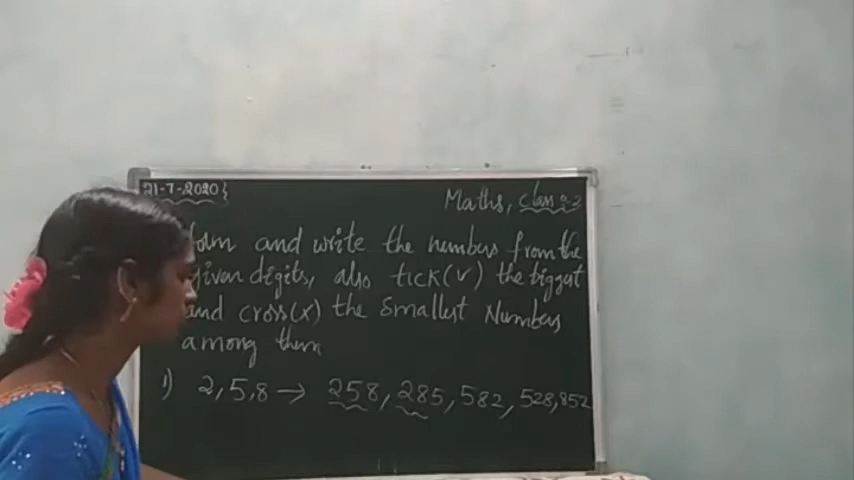 21-7-2020
Maths, class :-2
form and write the numbers from the
given digits, also tick(✓) the biggest
and cross(x) the smallest Numbers
among them
1) 2,5,8→ 258, 285, 582, 528, 852